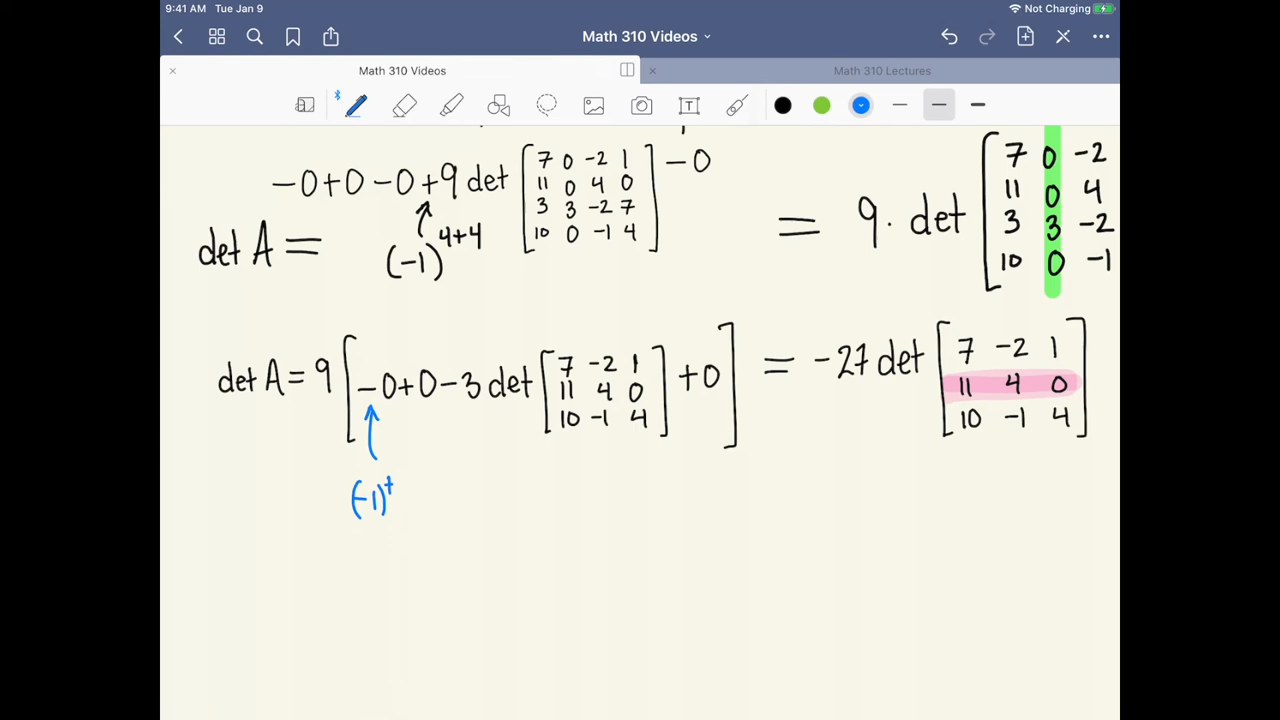 9:41 AM Tue Jan 9
Not Charging
Math 310 Videos
Math 310 Videos
Math 310 Lectures
T
-0+0-0+9 det [ 7 0 -2 1 ] -0
11 0 4 0
3 3 -2 7
10 0 -1 4
det A =
(-1)^4+4
= 9 · det [ 7 0 -2
11 0 4
3 3 -2
10 0 -1
det A = 9 [ -0+0-3 det [ 7 -2 1 ] +0 ] = -27 det [ 7 -2 1 ]
11 4 0
10 -1 4
11 4 0
10 -1 4
(-1)^+